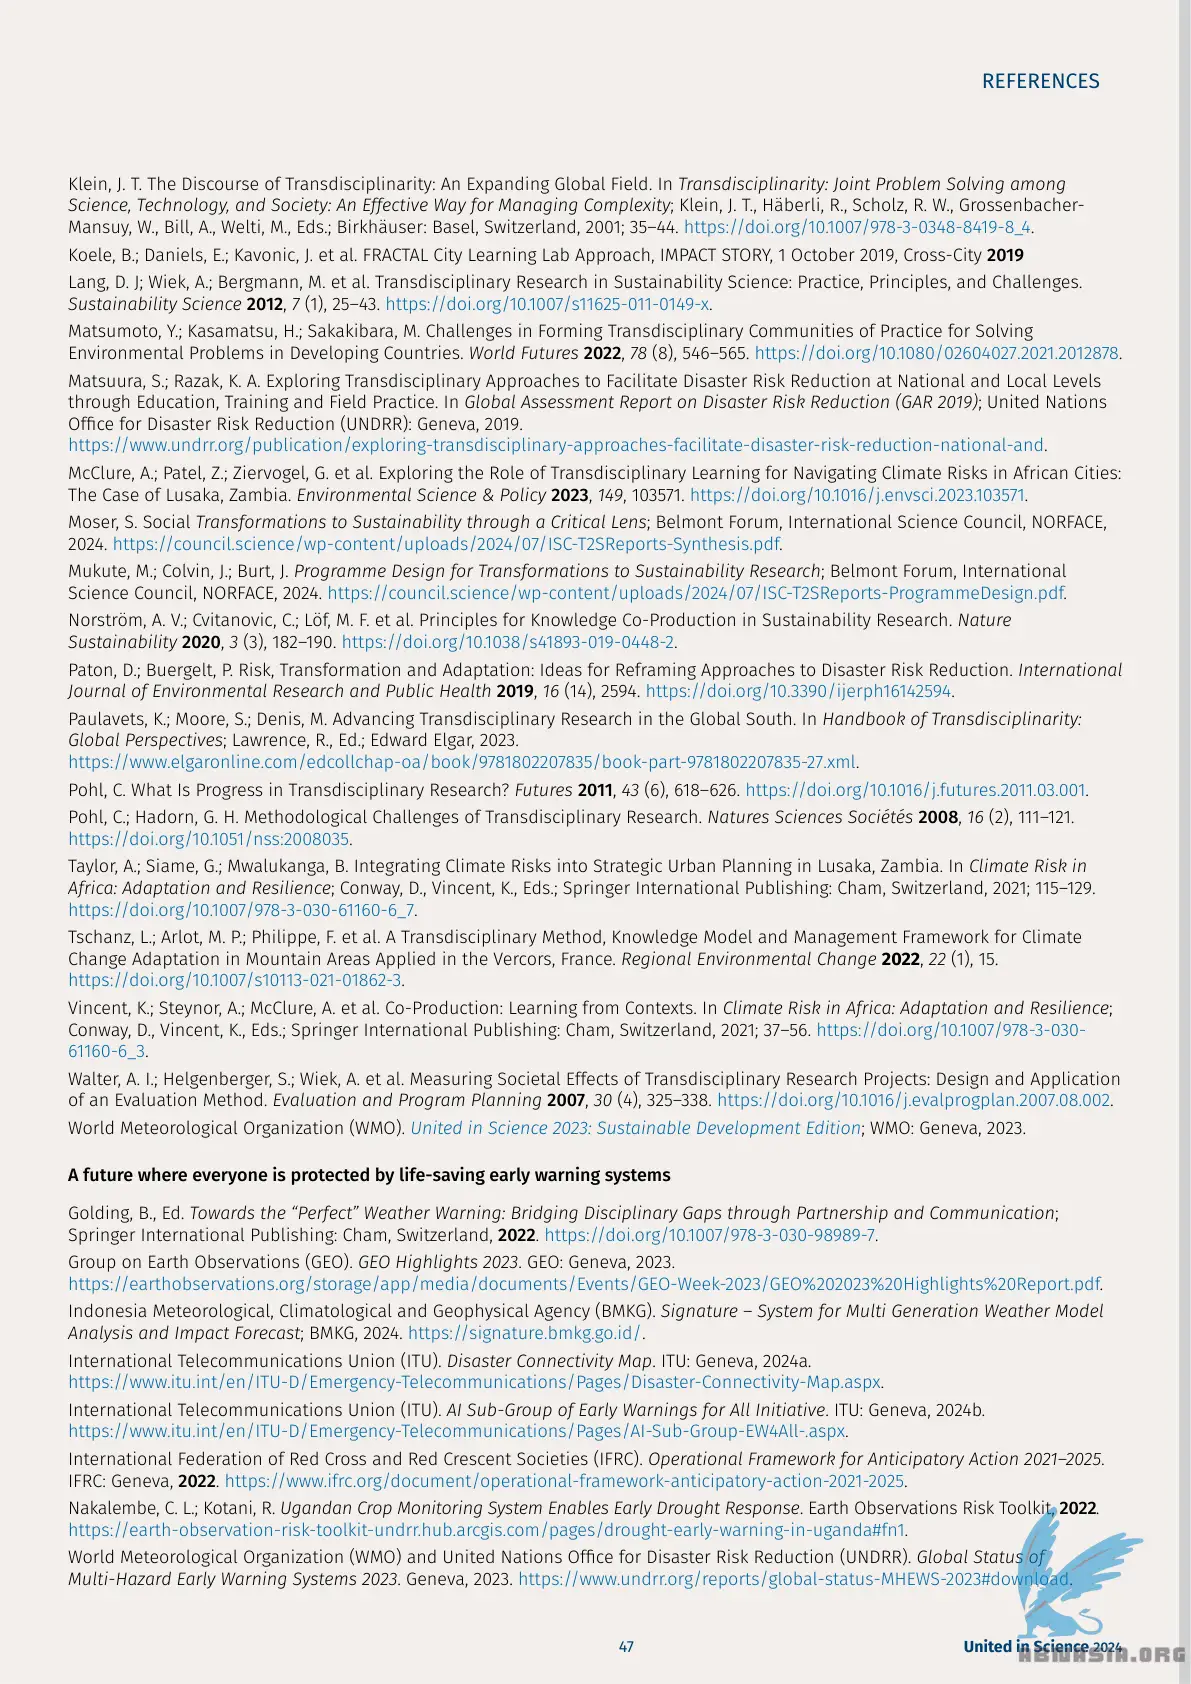 REFERENCES
Klein, J. T. The Discourse of Transdisciplinarity: An Expanding Global Field. In Transdisciplinarity: Joint Problem Solving among
Science, Technology, and Society: An Effective Way for Managing Complexity; Klein, J. T., Häberli, R., Scholz, R. W., Grossenbacher-
Mansuy, W., Bill, A., Welti, M., Eds.; Birkhäuser: Basel, Switzerland, 2001; 35–44. https://doi.org/10.1007/978-3-0348-8419-8_4.
Koele, B.; Daniels, E.; Kavonic, J. et al. FRACTAL City Learning Lab Approach, IMPACT STORY, 1 October 2019, Cross-City 2019
Lang, D. J; Wiek, A.; Bergmann, M. et al. Transdisciplinary Research in Sustainability Science: Practice, Principles, and Challenges.
Sustainability Science 2012, 7 (1), 25–43. https://doi.org/10.1007/s11625-011-0149-x.
Matsumoto, Y.; Kasamatsu, H.; Sakakibara, M. Challenges in Forming Transdisciplinary Communities of Practice for Solving
Environmental Problems in Developing Countries. World Futures 2022, 78 (8), 546–565. https://doi.org/10.1080/02604027.2021.2012878.
Matsuura, S.; Razak, K. A. Exploring Transdisciplinary Approaches to Facilitate Disaster Risk Reduction at National and Local Levels
through Education, Training and Field Practice. In Global Assessment Report on Disaster Risk Reduction (GAR 2019); United Nations
Office for Disaster Risk Reduction (UNDRR): Geneva, 2019.
https://www.undrr.org/publication/exploring-transdisciplinary-approaches-facilitate-disaster-risk-reduction-national-and.
McClure, A.; Patel, Z.; Ziervogel, G. et al. Exploring the Role of Transdisciplinary Learning for Navigating Climate Risks in African Cities:
The Case of Lusaka, Zambia. Environmental Science & Policy 2023, 149, 103571. https://doi.org/10.1016/j.envsci.2023.103571.
Moser, S. Social Transformations to Sustainability through a Critical Lens; Belmont Forum, International Science Council, NORFACE,
2024. https://council.science/wp-content/uploads/2024/07/ISC-T2SReports-Synthesis.pdf.
Mukute, M.; Colvin, J.; Burt, J. Programme Design for Transformations to Sustainability Research; Belmont Forum, International
Science Council, NORFACE, 2024. https://council.science/wp-content/uploads/2024/07/ISC-T2SReports-ProgrammeDesign.pdf.
Norström, A. V.; Cvitanovic, C.; Löf, M. F. et al. Principles for Knowledge Co-Production in Sustainability Research. Nature
Sustainability 2020, 3 (3), 182–190. https://doi.org/10.1038/s41893-019-0448-2.
Paton, D.; Buergelt, P. Risk, Transformation and Adaptation: Ideas for Reframing Approaches to Disaster Risk Reduction. International
Journal of Environmental Research and Public Health 2019, 16 (14), 2594. https://doi.org/10.3390/ijerph16142594.
Paulavets, K.; Moore, S.; Denis, M. Advancing Transdisciplinary Research in the Global South. In Handbook of Transdisciplinarity:
Global Perspectives; Lawrence, R., Ed.; Edward Elgar, 2023.
https://www.elgaronline.com/edcollchap-oa/book/9781802207835/book-part-9781802207835-27.xml.
Pohl, C. What Is Progress in Transdisciplinary Research? Futures 2011, 43 (6), 618–626. https://doi.org/10.1016/j.futures.2011.03.001.
Pohl, C.; Hadorn, G. H. Methodological Challenges of Transdisciplinary Research. Natures Sciences Sociétés 2008, 16 (2), 111–121.
https://doi.org/10.1051/nss:2008035.
Taylor, A.; Siame, G.; Mwalukanga, B. Integrating Climate Risks into Strategic Urban Planning in Lusaka, Zambia. In Climate Risk in
Africa: Adaptation and Resilience; Conway, D., Vincent, K., Eds.; Springer International Publishing: Cham, Switzerland, 2021; 115–129.
https://doi.org/10.1007/978-3-030-61160-6_7.
Tschanz, L.; Arlot, M. P.; Philippe, F. et al. A Transdisciplinary Method, Knowledge Model and Management Framework for Climate
Change Adaptation in Mountain Areas Applied in the Vercors, France. Regional Environmental Change 2022, 22 (1), 15.
https://doi.org/10.1007/s10113-021-01862-3.
Vincent, K.; Steynor, A.; McClure, A. et al. Co-Production: Learning from Contexts. In Climate Risk in Africa: Adaptation and Resilience;
Conway, D., Vincent, K., Eds.; Springer International Publishing: Cham, Switzerland, 2021; 37–56. https://doi.org/10.1007/978-3-030-
61160-6_3.
Walter, A. I.; Helgenberger, S.; Wiek, A. et al. Measuring Societal Effects of Transdisciplinary Research Projects: Design and Application
of an Evaluation Method. Evaluation and Program Planning 2007, 30 (4), 325–338. https://doi.org/10.1016/j.evalprogplan.2007.08.002.
World Meteorological Organization (WMO). United in Science 2023: Sustainable Development Edition; WMO: Geneva, 2023.
A future where everyone is protected by life-saving early warning systems
Golding, B., Ed. Towards the “Perfect” Weather Warning: Bridging Disciplinary Gaps through Partnership and Communication;
Springer International Publishing: Cham, Switzerland, 2022. https://doi.org/10.1007/978-3-030-98989-7.
Group on Earth Observations (GEO). GEO Highlights 2023. GEO: Geneva, 2023.
https://earthobservations.org/storage/app/media/documents/Events/GEO-Week-2023/GEO%202023%20Highlights%20Report.pdf.
Indonesia Meteorological, Climatological and Geophysical Agency (BMKG). Signature – System for Multi Generation Weather Model
Analysis and Impact Forecast; BMKG, 2024. https://signature.bmkg.go.id/.
International Telecommunications Union (ITU). Disaster Connectivity Map. ITU: Geneva, 2024a.
https://www.itu.int/en/ITU-D/Emergency-Telecommunications/Pages/Disaster-Connectivity-Map.aspx.
International Telecommunications Union (ITU). AI Sub-Group of Early Warnings for All Initiative. ITU: Geneva, 2024b.
https://www.itu.int/en/ITU-D/Emergency-Telecommunications/Pages/AI-Sub-Group-EW4All-.aspx.
International Federation of Red Cross and Red Crescent Societies (IFRC). Operational Framework for Anticipatory Action 2021–2025.
IFRC: Geneva, 2022. https://www.ifrc.org/document/operational-framework-anticipatory-action-2021-2025.
Nakalembe, C. L.; Kotani, R. Ugandan Crop Monitoring System Enables Early Drought Response. Earth Observations Risk Toolkit, 2022.
https://earth-observation-risk-toolkit-undrr.hub.arcgis.com/pages/drought-early-warning-in-uganda#fn1.
World Meteorological Organization (WMO) and United Nations Office for Disaster Risk Reduction (UNDRR). Global Status of
Multi-Hazard Early Warning Systems 2023. Geneva, 2023. https://www.undrr.org/reports/global-status-MHEWS-2023#download.
47
United in Science 2024
ABINASIA.ORG